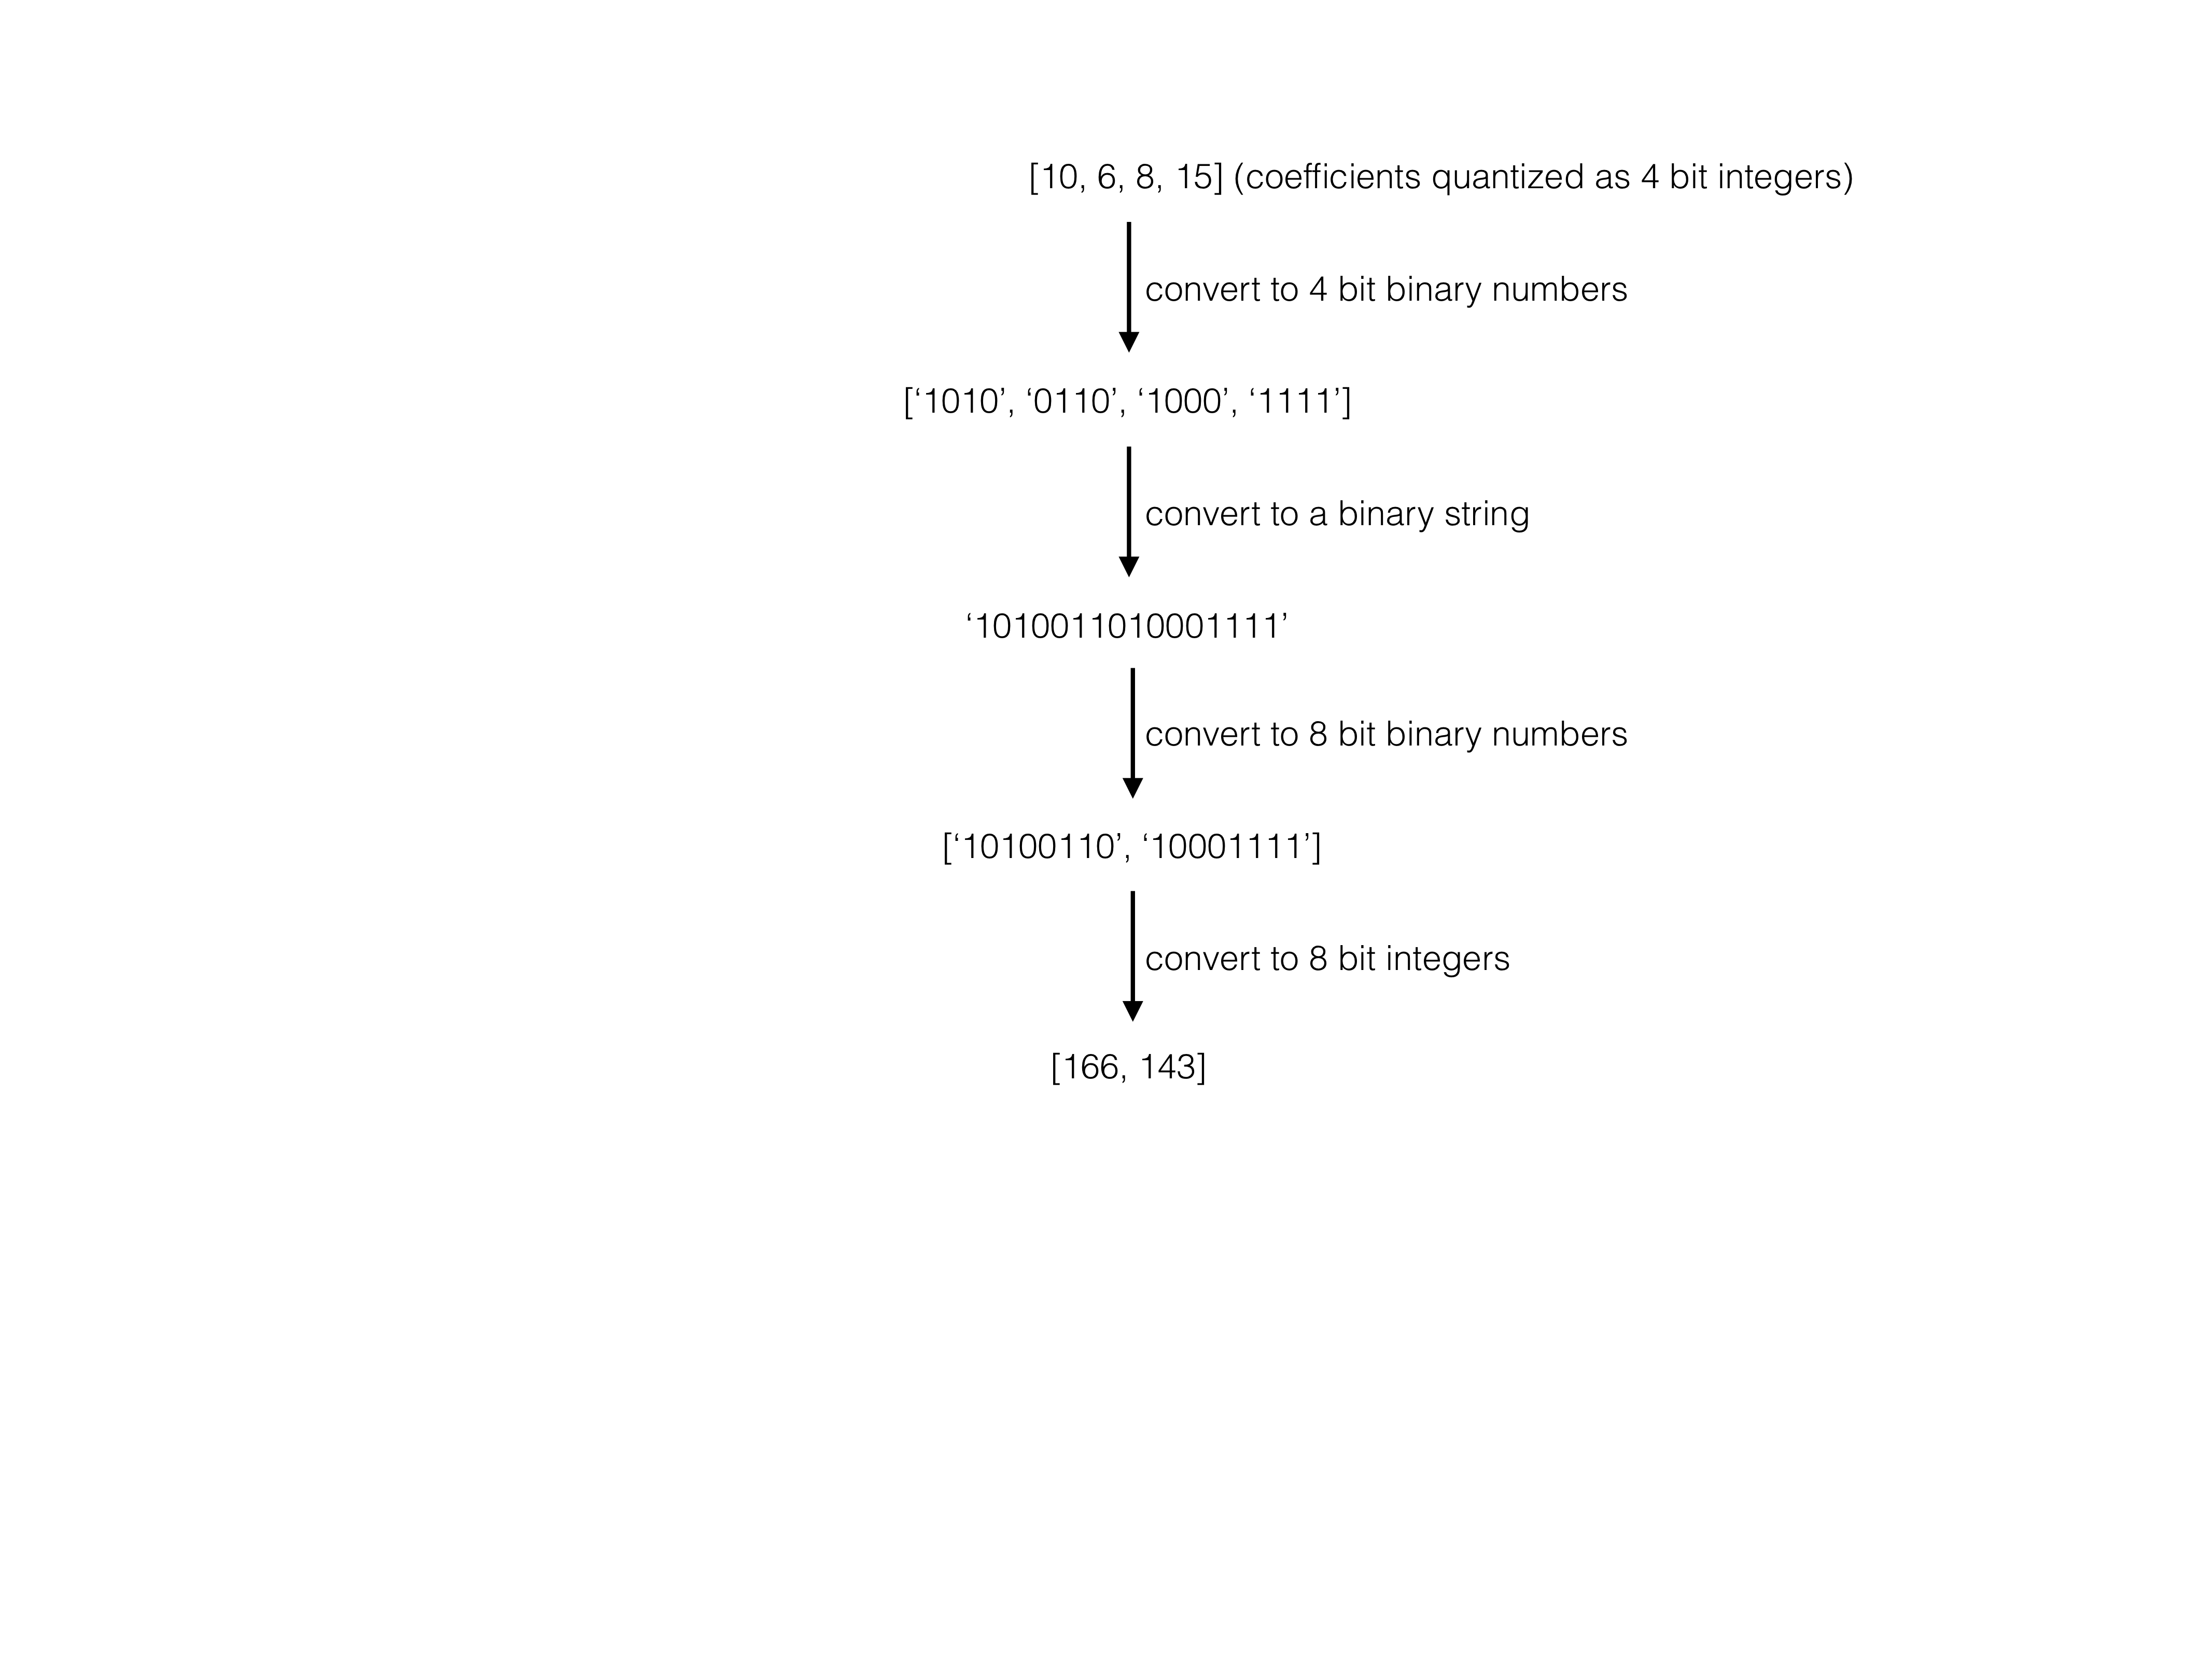 [10, 6, 8, 15] (coefficients quantized as 4 bit integers)
convert to 4 bit binary numbers
[‘1010’, ‘0110’, ‘1000’, ‘1111’]
convert to a binary string
‘1010011010001111’
convert to 8 bit binary numbers
[‘10100110’, ‘10001111’]
convert to 8 bit integers
[166, 143]